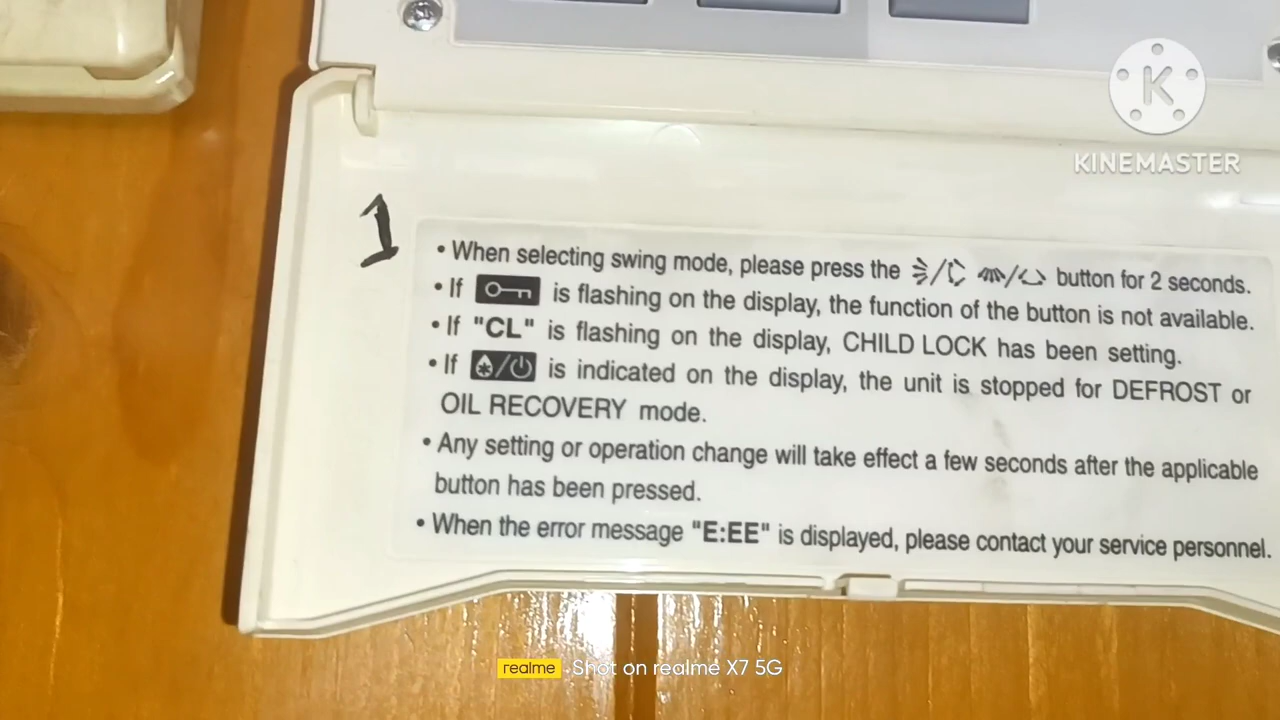 KINEMASTER
1
• When selecting swing mode, please press the / / button for 2 seconds.
• If is flashing on the display, the function of the button is not available.
• If "CL" is flashing on the display, CHILD LOCK has been setting.
• If / is indicated on the display, the unit is stopped for DEFROST or
OIL RECOVERY mode.
• Any setting or operation change will take effect a few seconds after the applicable
button has been pressed.
• When the error message "E:EE" is displayed, please contact your service personnel.
realme Shot on realme X7 5G